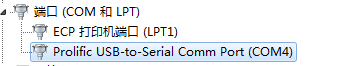 端口 (COM 和 LPT)
ECP 打印机端口 (LPT1)
Prolific USB-to-Serial Comm Port (COM4)